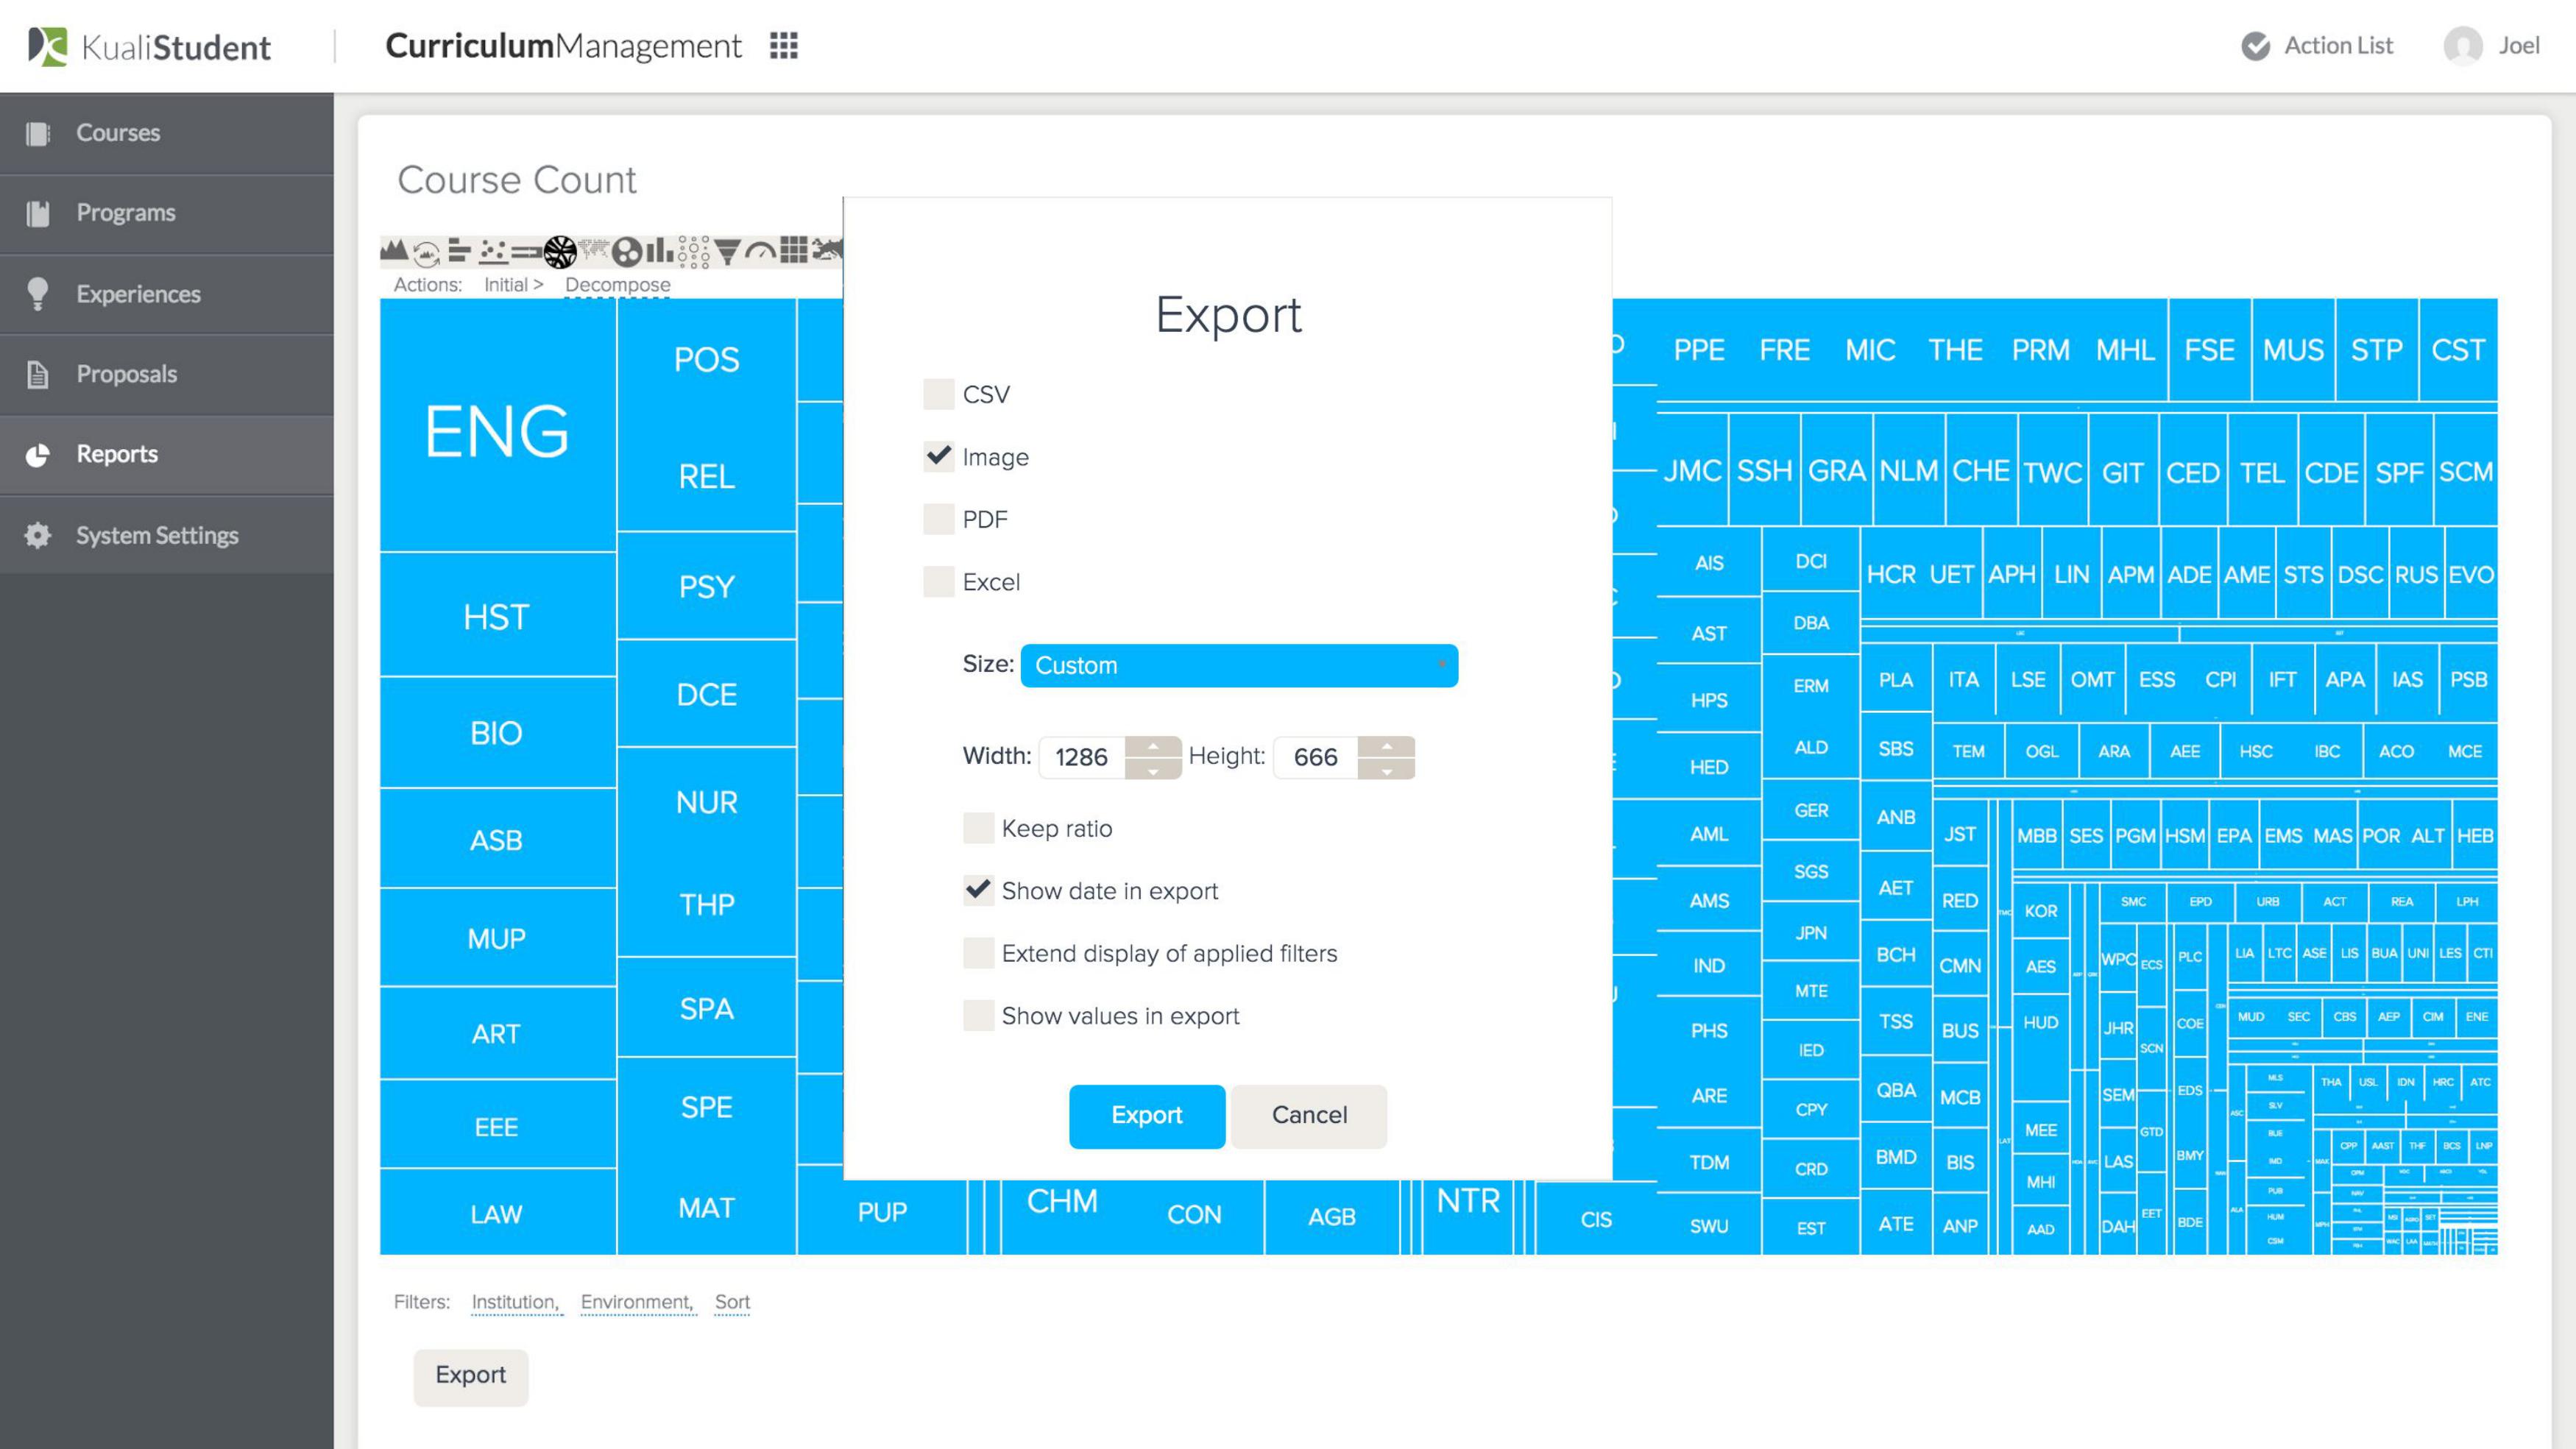 KualiStudent
CurriculumManagement
Action List
Joel
Courses
Programs
Experiences
Proposals
Reports
System Settings
Course Count
Actions: Initial > Decompose
Export
CSV
Image
PDF
Excel
Size: Custom
Width: 1286 Height: 666
Keep ratio
Show date in export
Extend display of applied filters
Show values in export
Export Cancel
ENG
HST
BIO
ASB
MUP
ART
EEE
LAW
POS
REL
PSY
DCE
NUR
THP
SPA
SPE
MAT
PUP CHM CON AGB NTR CIS
PPE FRE MIC THE PRM MHL FSE MUS STP CST
JMC SSH GRA NLM CHE TWC GIT CED TEL CDE SPF SCM
AIS
AST
HPS
HED
AML
AMS
IND
PHS
ARE
TDM
SWU
DCI
DBA
ERM
ALD
GER
SGS
JPN
MTE
IED
CPY
CRD
EST
HCR UET APH LIN APM ADE AME STS DSC RUS EVO
PLA ITA LSE OMT ESS CPI IFT APA IAS PSB
SBS TEM OGL ARA AEE HSC IBC ACO MCE
ANB
AET
BCH
TSS
QBA
BMD
ATE
JST
RED
CMN
BUS
MCB
BIS
ANP
MBB SES PGM HSM EPA EMS MAS POR ALT HEB
KOR
AES
HUD
MEE
MHI
AAD
SMC EPD URB ACT REA LPH
WPC
JHR
SEM
LAS
DAH
ECS
SCN
GTD
EET
PLC
COE
EDS
BMY
BDE
LIA LTC ASE LIS BUA UNI LES CTI
MUD SEC CBS AEP CIM ENE
MLS
SLV
BUE
IMD
PUB
HUM
CSM
THA USL IDN HRC ATC
CPP AAST THF BCS LNP
Filters: Institution, Environment, Sort
Export